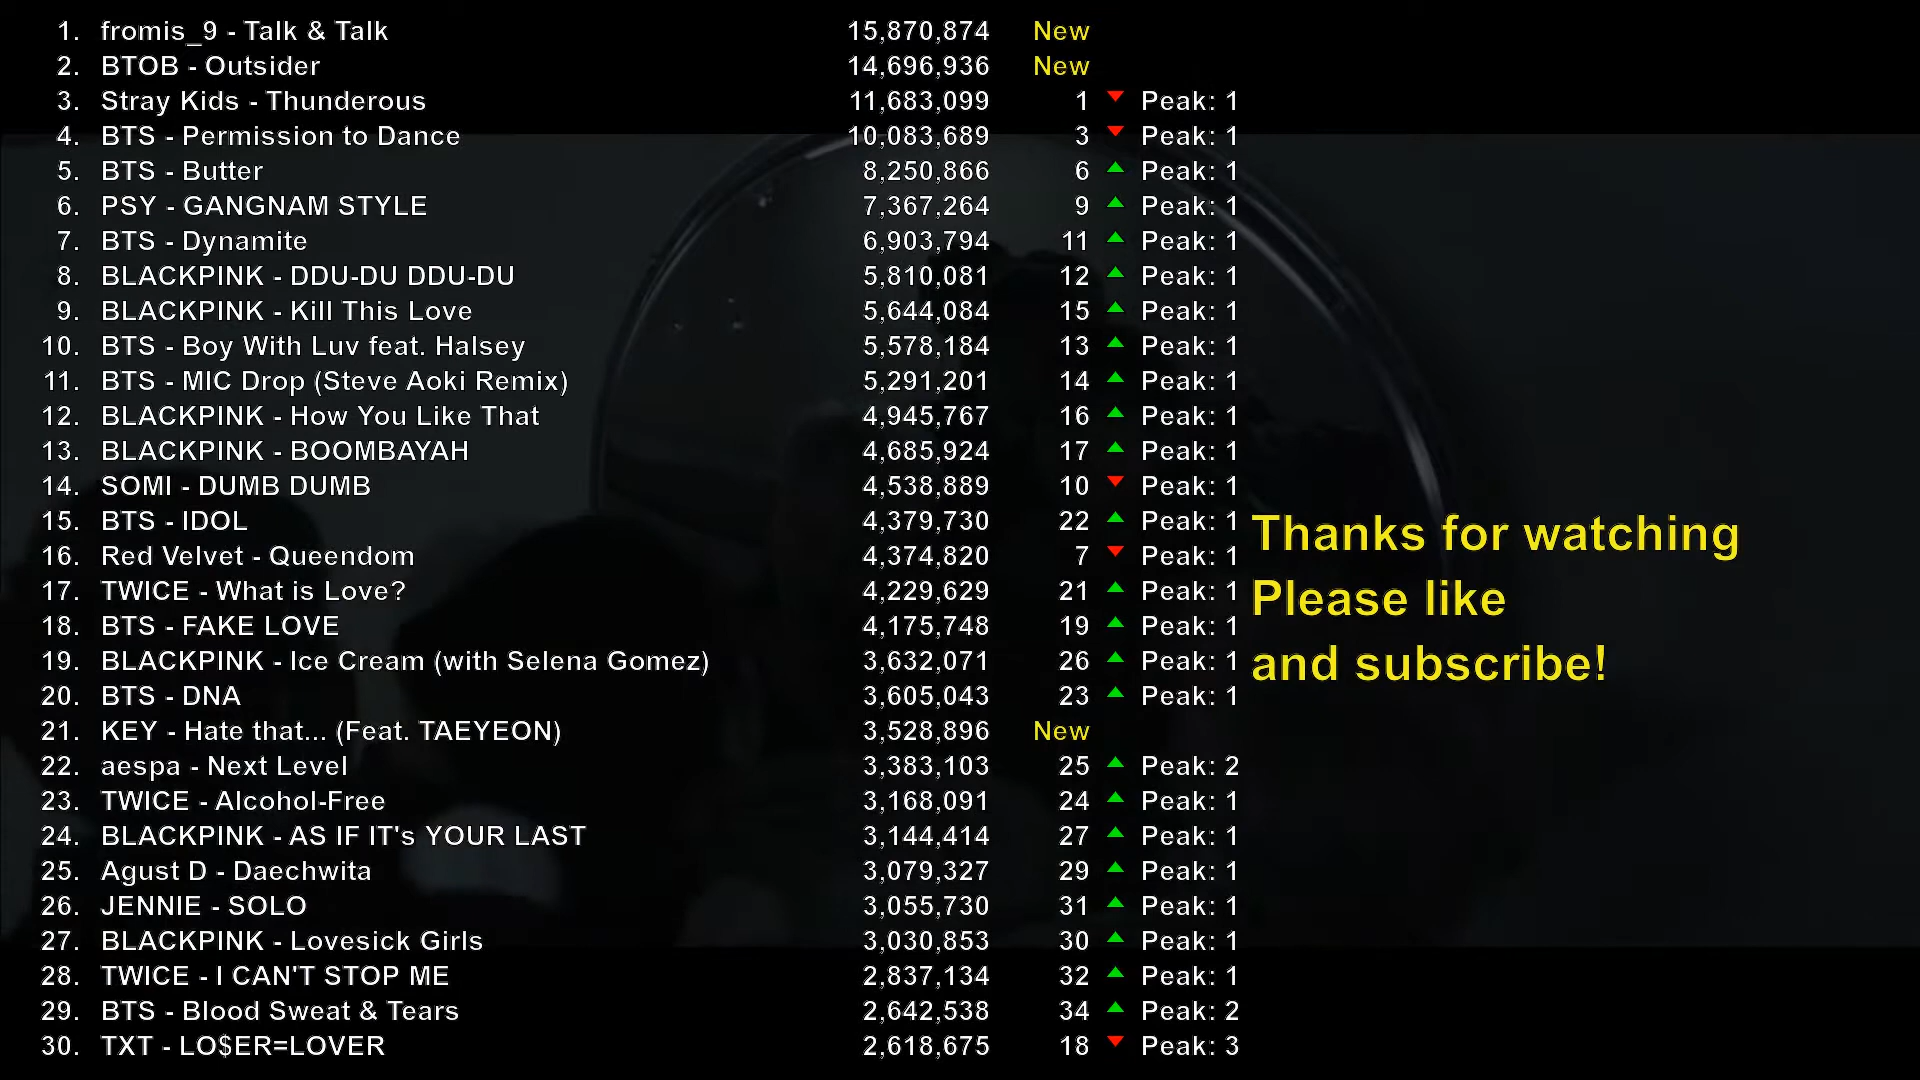 1. fromis_9 - Talk & Talk 15,870,874 New
2. BTOB - Outsider 14,696,936 New
3. Stray Kids - Thunderous 11,683,099 1 ▼ Peak: 1
4. BTS - Permission to Dance 10,083,689 3 ▼ Peak: 1
5. BTS - Butter 8,250,866 6 ▲ Peak: 1
6. PSY - GANGNAM STYLE 7,367,264 9 ▲ Peak: 1
7. BTS - Dynamite 6,903,794 11 ▲ Peak: 1
8. BLACKPINK - DDU-DU DDU-DU 5,810,081 12 ▲ Peak: 1
9. BLACKPINK - Kill This Love 5,644,084 15 ▲ Peak: 1
10. BTS - Boy With Luv feat. Halsey 5,578,184 13 ▲ Peak: 1
11. BTS - MIC Drop (Steve Aoki Remix) 5,291,201 14 ▲ Peak: 1
12. BLACKPINK - How You Like That 4,945,767 16 ▲ Peak: 1
13. BLACKPINK - BOOMBAYAH 4,685,924 17 ▲ Peak: 1
14. SOMI - DUMB DUMB 4,538,889 10 ▼ Peak: 1
15. BTS - IDOL 4,379,730 22 ▲ Peak: 1
16. Red Velvet - Queendom 4,374,820 7 ▼ Peak: 1
17. TWICE - What is Love? 4,229,629 21 ▲ Peak: 1
18. BTS - FAKE LOVE 4,175,748 19 ▲ Peak: 1
19. BLACKPINK - Ice Cream (with Selena Gomez) 3,632,071 26 ▲ Peak: 1
20. BTS - DNA 3,605,043 23 ▲ Peak: 1
21. KEY - Hate that... (Feat. TAEYEON) 3,528,896 New
22. aespa - Next Level 3,383,103 25 ▲ Peak: 2
23. TWICE - Alcohol-Free 3,168,091 24 ▲ Peak: 1
24. BLACKPINK - AS IF IT's YOUR LAST 3,144,414 27 ▲ Peak: 1
25. Agust D - Daechwita 3,079,327 29 ▲ Peak: 1
26. JENNIE - SOLO 3,055,730 31 ▲ Peak: 1
27. BLACKPINK - Lovesick Girls 3,030,853 30 ▲ Peak: 1
28. TWICE - I CAN'T STOP ME 2,837,134 32 ▲ Peak: 1
29. BTS - Blood Sweat & Tears 2,642,538 34 ▲ Peak: 2
30. TXT - LO$ER=LOVER 2,618,675 18 ▼ Peak: 3
Thanks for watching
Please like
and subscribe!